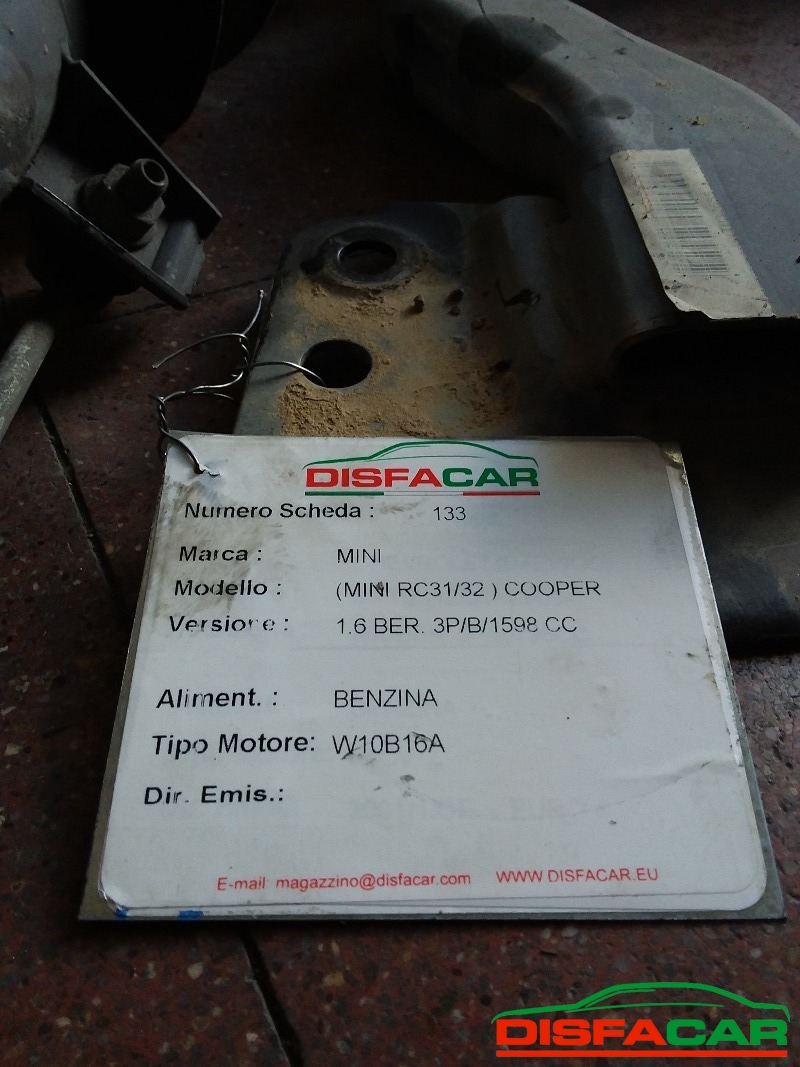 DISFACAR
Numero Scheda : 133
Marca : MINI
Modello : (MINI RC31/32 ) COOPER
Versione : 1.6 BER. 3P/B/1598 CC
Aliment. : BENZINA
Tipo Motore: W10B16A
Dir. Emis.:
E-mail: magazzino@disfacar.com WWW.DISFACAR.EU
DISFACAR